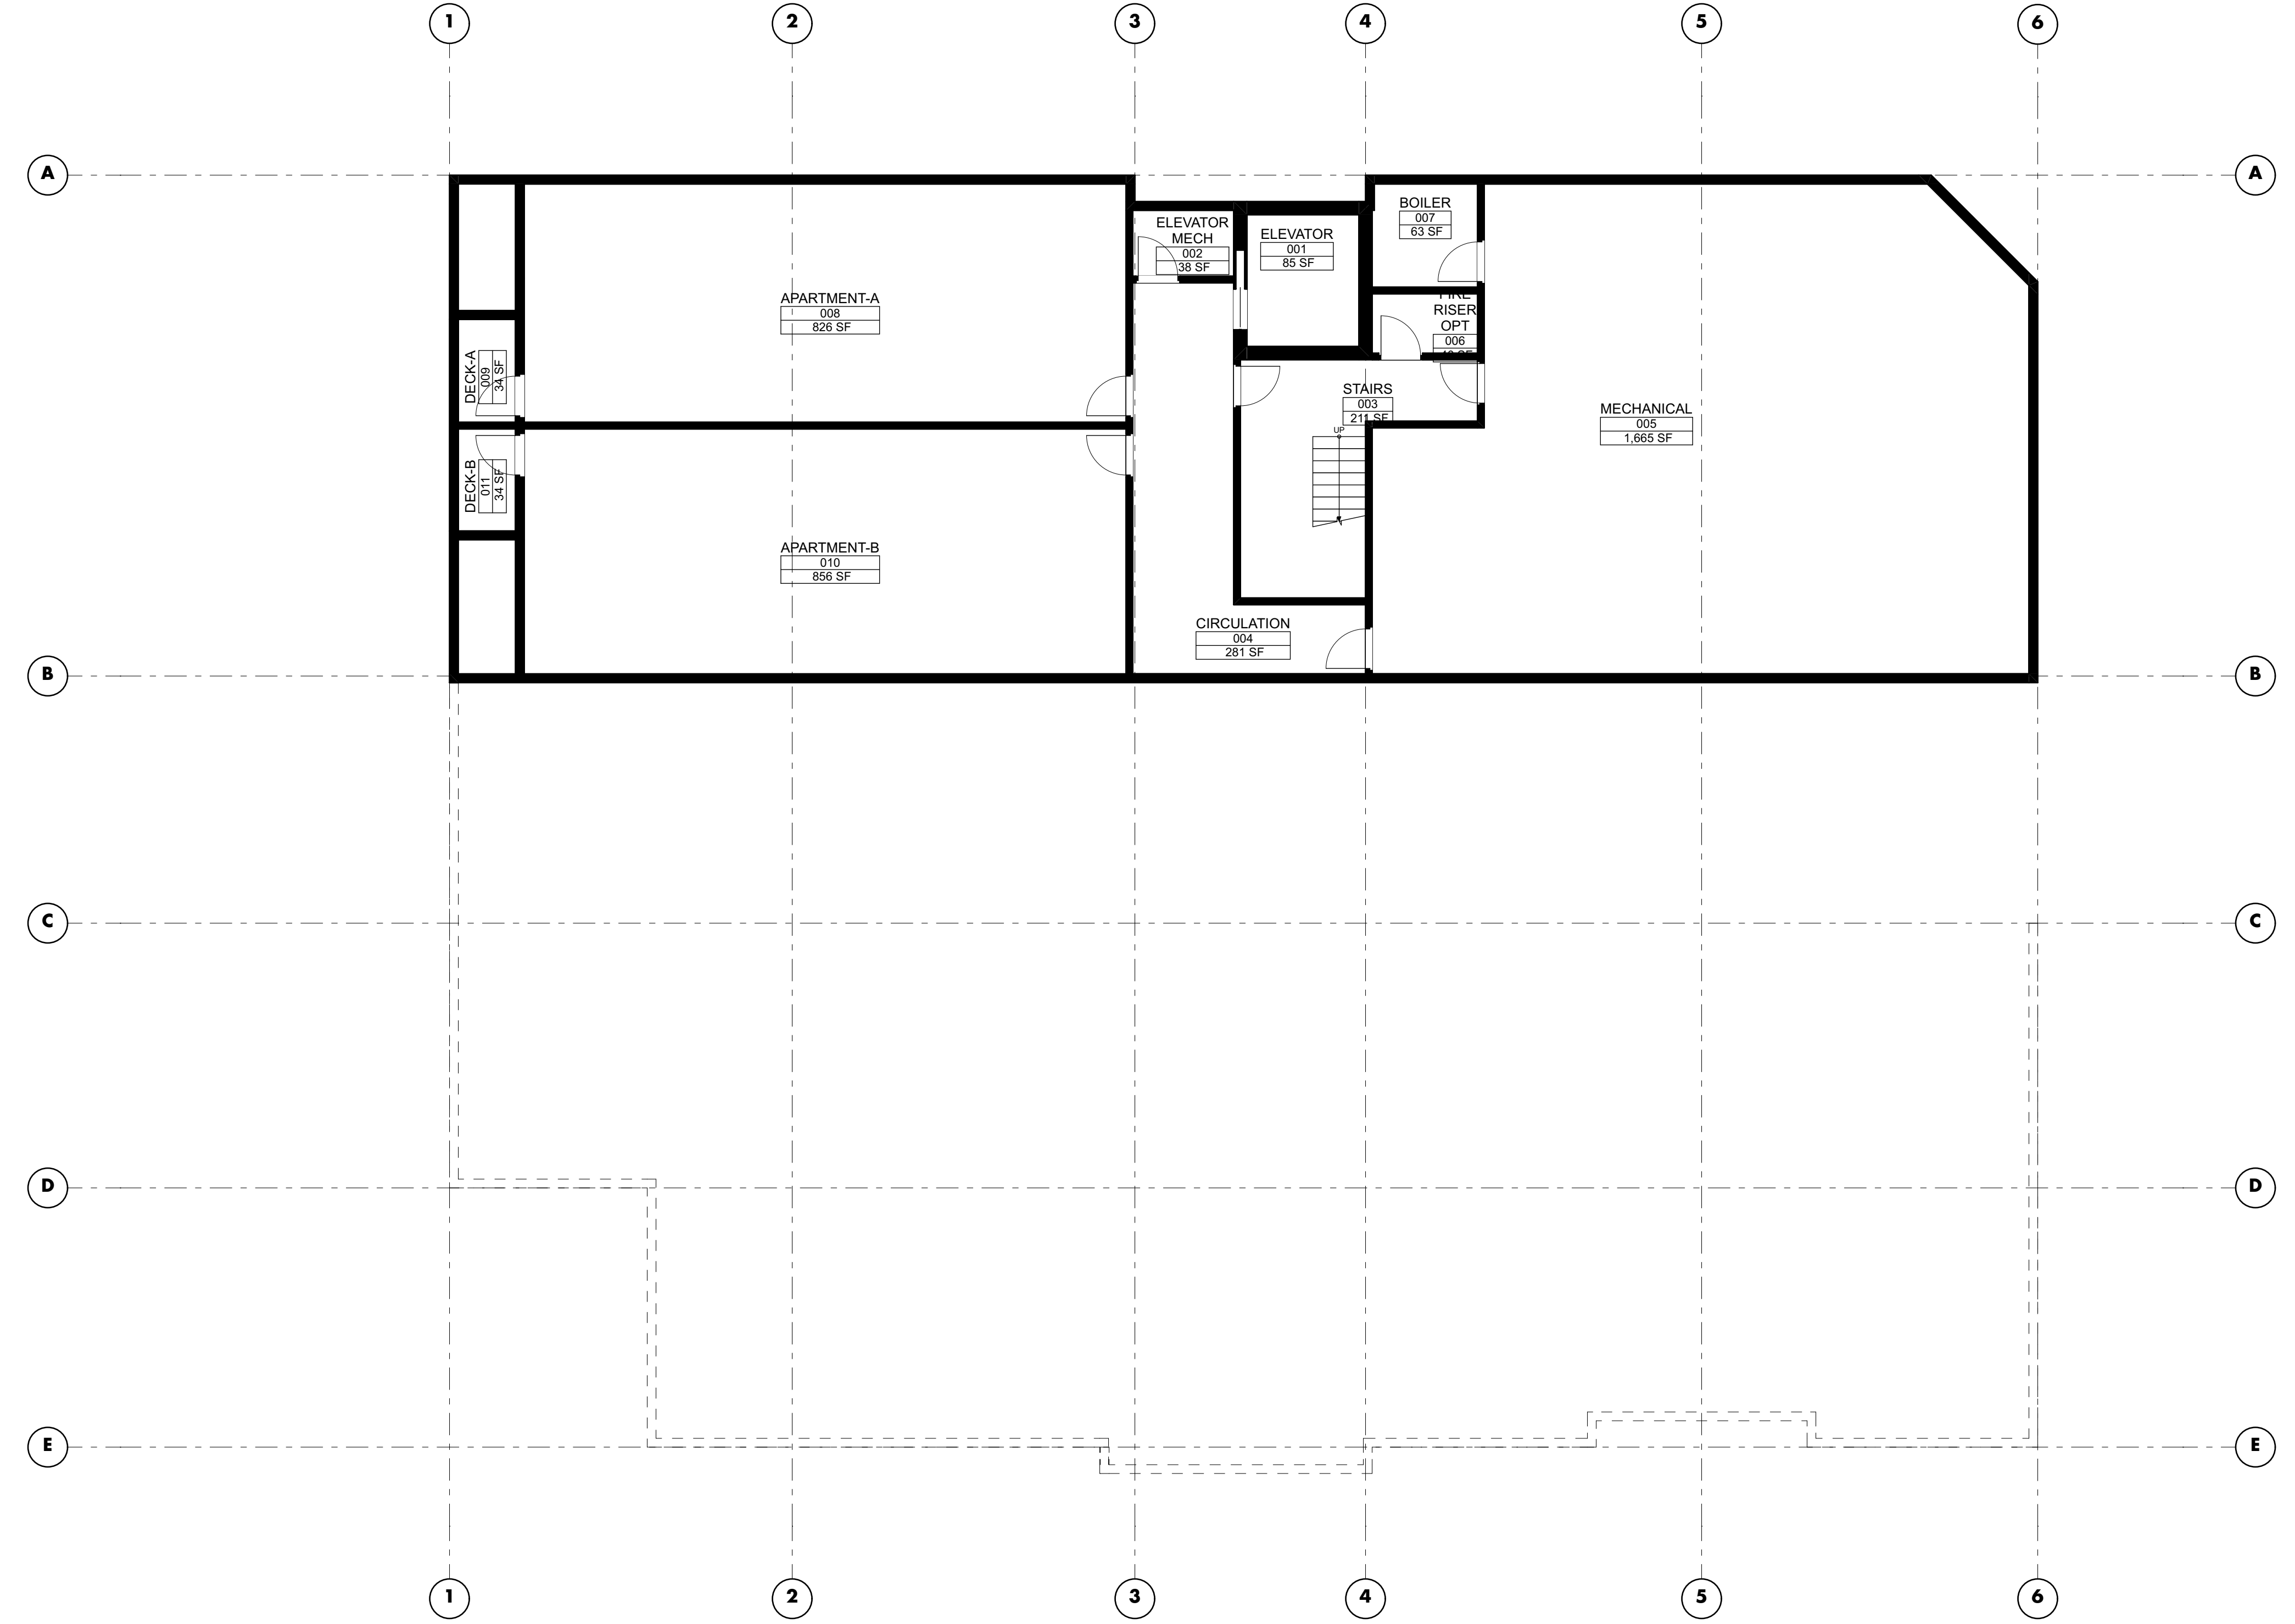 1 2 3 4 5 6
A A
BOILER
007
63 SF
ELEVATOR
MECH
002
38 SF
ELEVATOR
001
85 SF
APARTMENT-A
008
826 SF
RISER
OPT
006
DECK-A
009
34 SF
STAIRS
003
211 SF
UP
MECHANICAL
005
1,665 SF
DECK-B
011
34 SF
APARTMENT-B
010
856 SF
CIRCULATION
004
281 SF
B B
C C
D D
E E
1 2 3 4 5 6